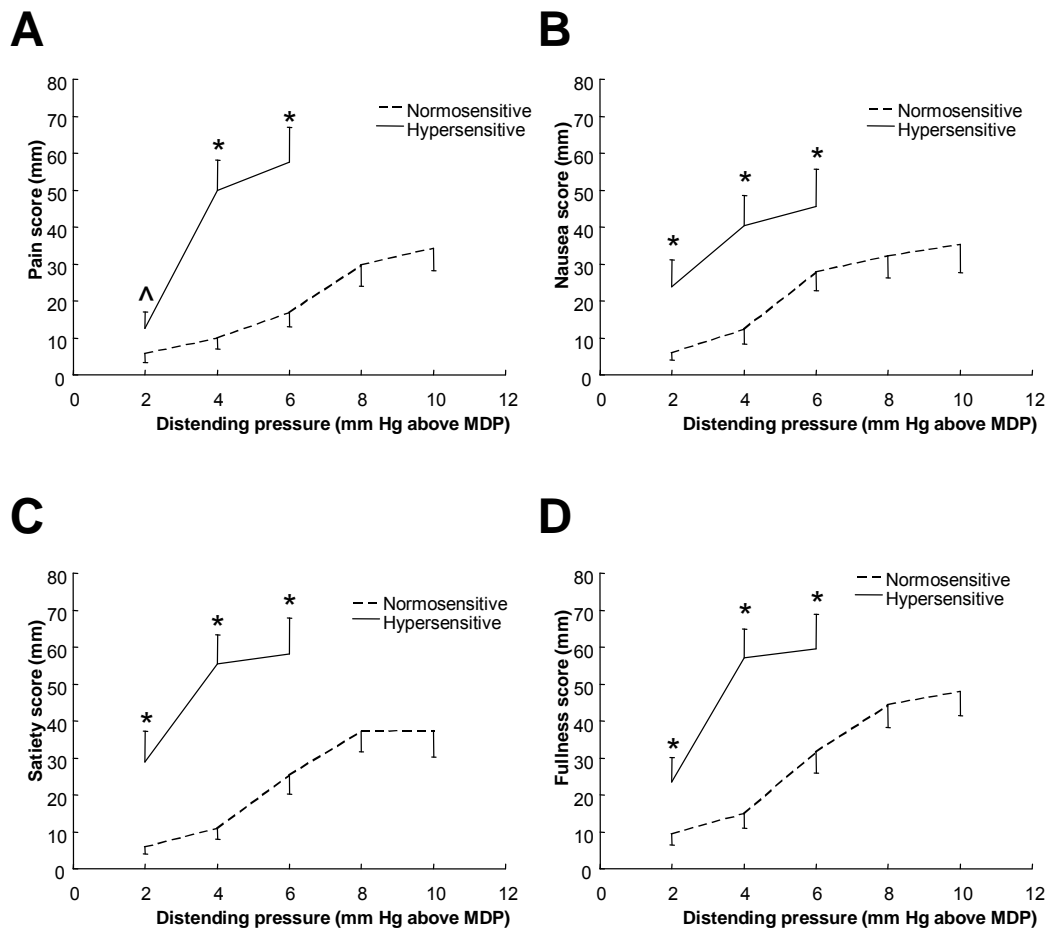 A
80
70
60
50
40
30
20
10
0
Pain score (mm)
* *
^
Normosensitive
Hypersensitive
0 2 4 6 8 10 12
Distending pressure (mm Hg above MDP)
B
80
70
60
50
40
30
20
10
0
Nausea score (mm)
* * *
Normosensitive
Hypersensitive
0 2 4 6 8 10 12
Distending pressure (mm Hg above MDP)
C
80
70
60
50
40
30
20
10
0
Satiety score (mm)
* * *
Normosensitive
Hypersensitive
0 2 4 6 8 10 12
Distending pressure (mm Hg above MDP)
D
80
70
60
50
40
30
20
10
0
Fullness score (mm)
* * *
Normosensitive
Hypersensitive
0 2 4 6 8 10 12
Distending pressure (mm Hg above MDP)